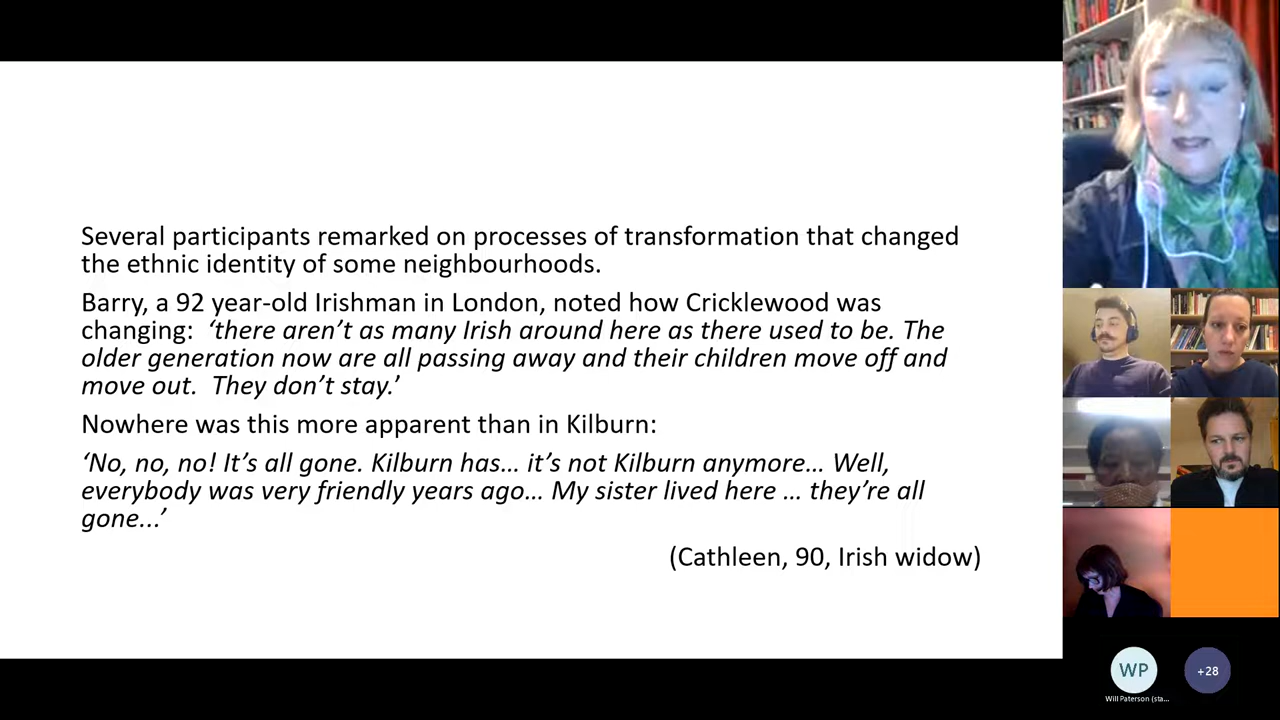 Several participants remarked on processes of transformation that changed
the ethnic identity of some neighbourhoods.
Barry, a 92 year-old Irishman in London, noted how Cricklewood was
changing:  ‘there aren’t as many Irish around here as there used to be. The
older generation now are all passing away and their children move off and
move out.  They don’t stay.’
Nowhere was this more apparent than in Kilburn:
‘No, no, no! It’s all gone. Kilburn has… it’s not Kilburn anymore… Well,
everybody was very friendly years ago… My sister lived here … they’re all
gone...’
(Cathleen, 90, Irish widow)
WP
+28
Will Paterson (sta...